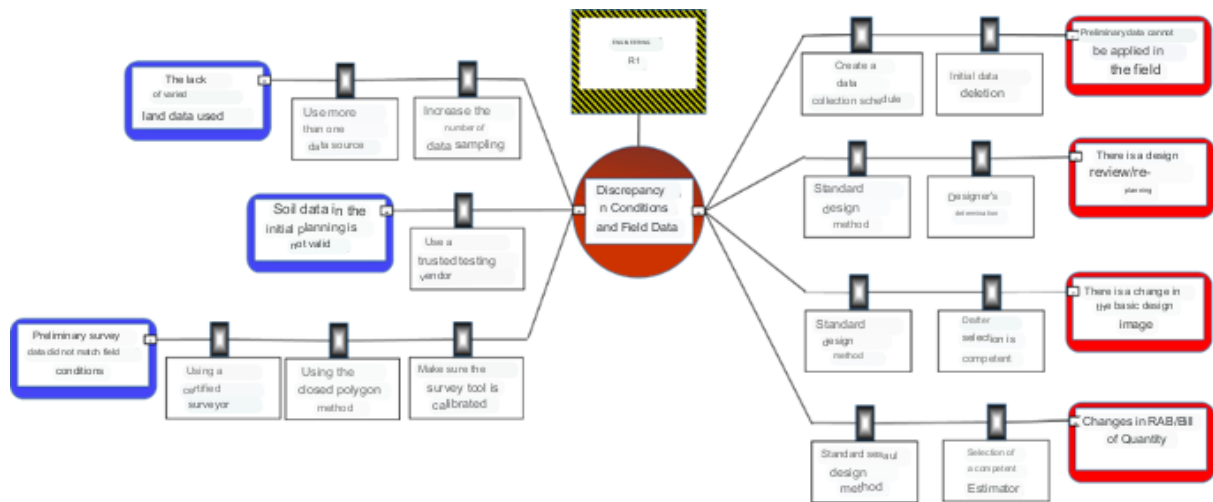 The lack
of varied
land data used
Use more
than one
data source
Increase the
number of
data sampling
Soil data in the
initial planning is
not valid
Use a
trusted testing
vendor
Preliminary survey
data did not match field
conditions
Using a
certified
surveyor
Using the
closed polygon
method
Make sure the
survey tool is
calibrated
ENGINEERING
R1
Discrepancy
n Conditions
and Field Data
Create a
data
collection schedule
Initial data
deletion
Preliminary data cannot
be applied in
the field
Standard
design
method
Designer's
determination
There is a design
review/re-
planning
Standard
design
method
selection is
competent
There is a change in
the basic design
image
Standard
design
method
Selection of
a competent
Estimator
Changes in RAB/Bill
of Quantity